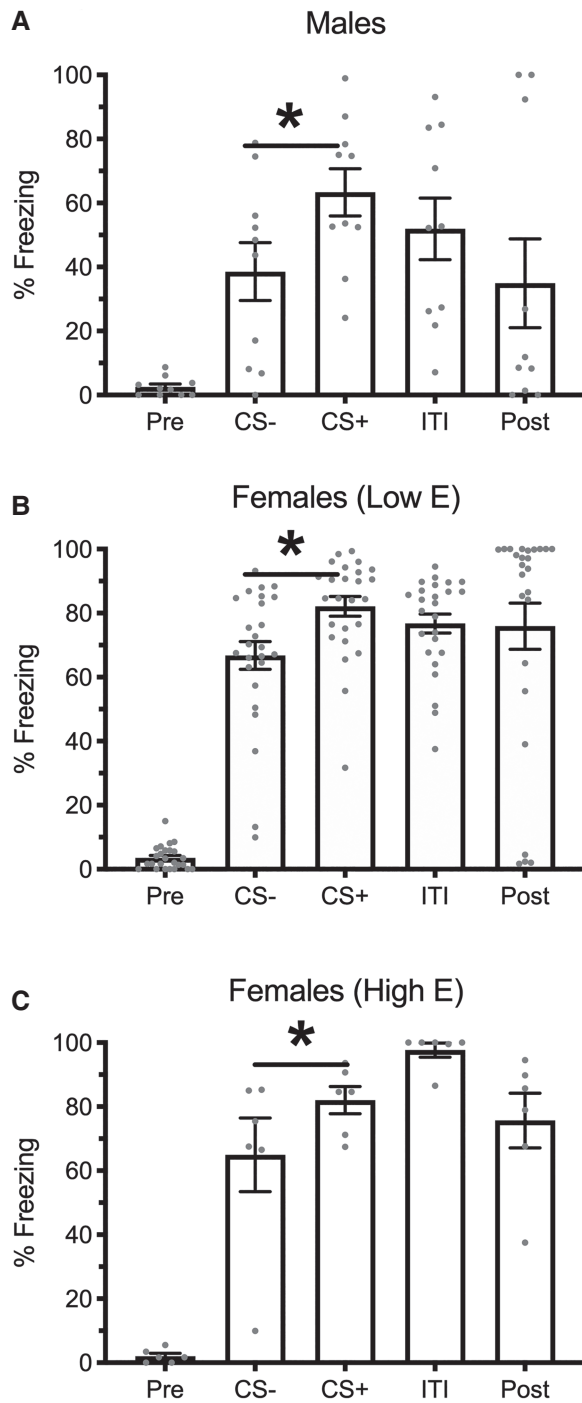 A
Males
% Freezing
100
80
60
40
20
0
*
Pre CS- CS+ ITI Post
B
Females (Low E)
% Freezing
100
80
60
40
20
0
*
Pre CS- CS+ ITI Post
C
Females (High E)
% Freezing
100
80
60
40
20
0
*
Pre CS- CS+ ITI Post